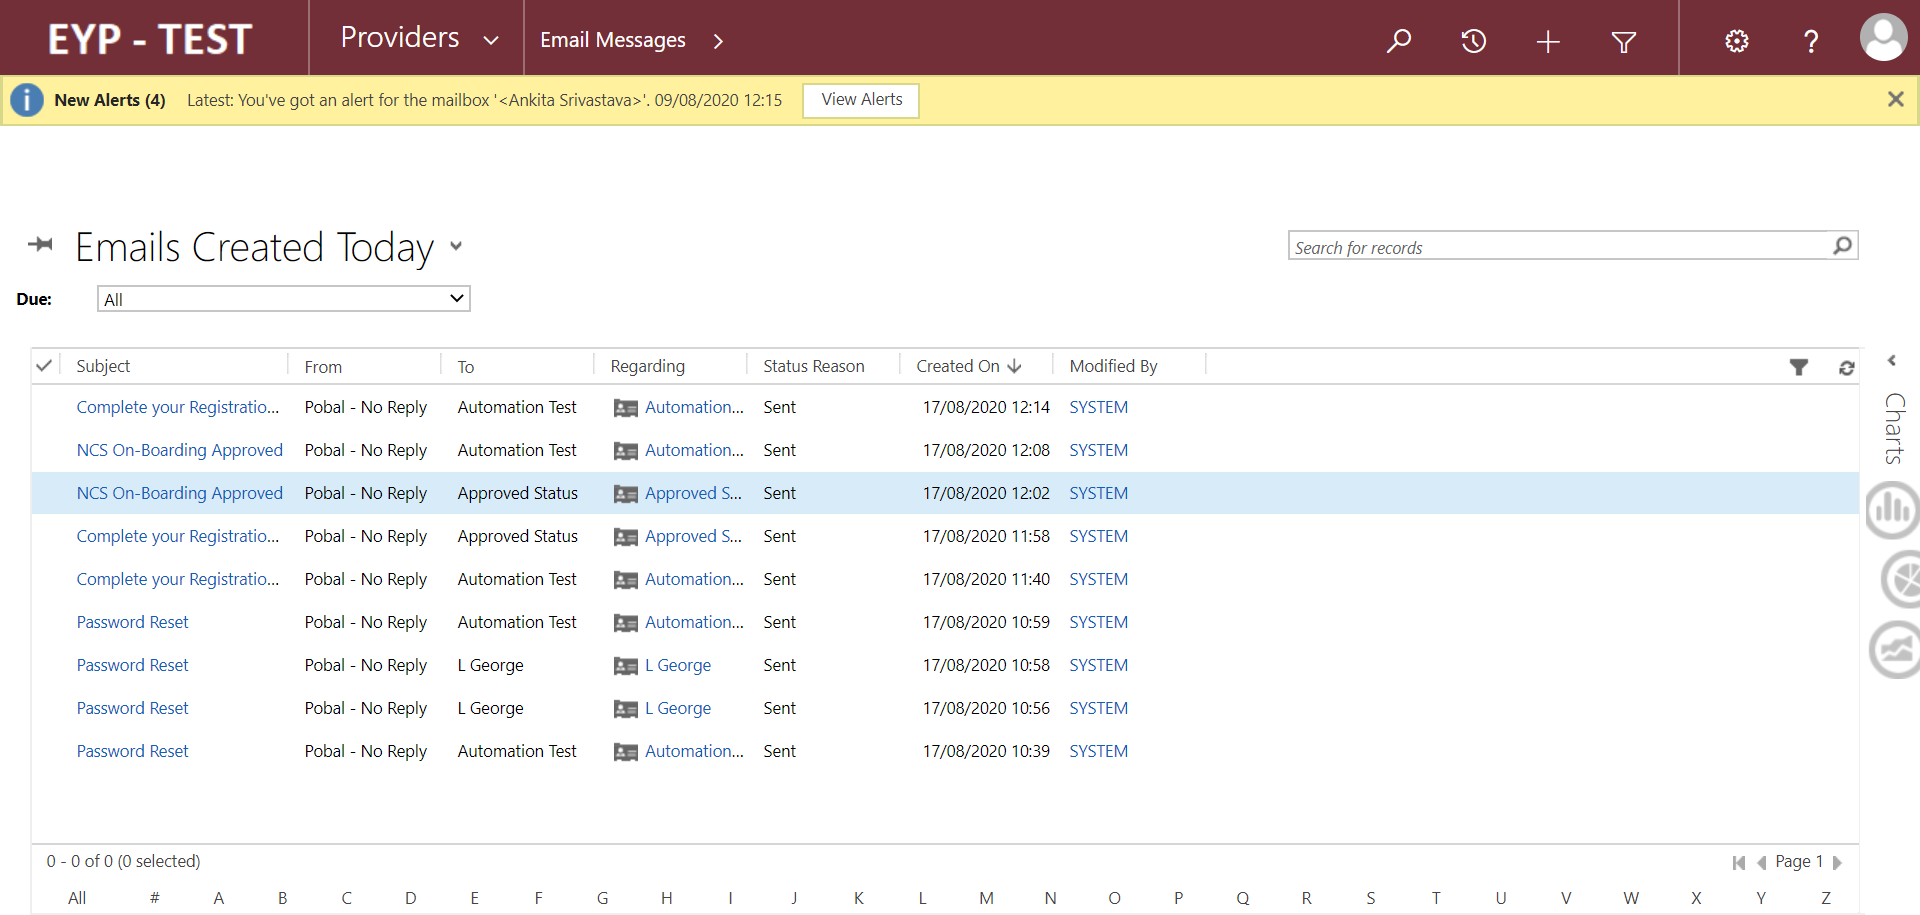 EYP - TEST Providers Email Messages
New Alerts (4) Latest: You've got an alert for the mailbox '<Ankita Srivastava>'. 09/08/2020 12:15 View Alerts
Emails Created Today
Search for records
Due: All
Subject From To Regarding Status Reason Created On Modified By
Complete your Registratio... Pobal - No Reply Automation Test Automation... Sent 17/08/2020 12:14 SYSTEM
NCS On-Boarding Approved Pobal - No Reply Automation Test Automation... Sent 17/08/2020 12:08 SYSTEM
NCS On-Boarding Approved Pobal - No Reply Approved Status Approved S... Sent 17/08/2020 12:02 SYSTEM
Complete your Registratio... Pobal - No Reply Approved Status Approved S... Sent 17/08/2020 11:58 SYSTEM
Complete your Registratio... Pobal - No Reply Automation Test Automation... Sent 17/08/2020 11:40 SYSTEM
Password Reset Pobal - No Reply Automation Test Automation... Sent 17/08/2020 10:59 SYSTEM
Password Reset Pobal - No Reply L George L George Sent 17/08/2020 10:58 SYSTEM
Password Reset Pobal - No Reply L George L George Sent 17/08/2020 10:56 SYSTEM
Password Reset Pobal - No Reply Automation Test Automation... Sent 17/08/2020 10:39 SYSTEM
Charts
0 - 0 of 0 (0 selected) Page 1
All # A B C D E F G H I J K L M N O P Q R S T U V W X Y Z